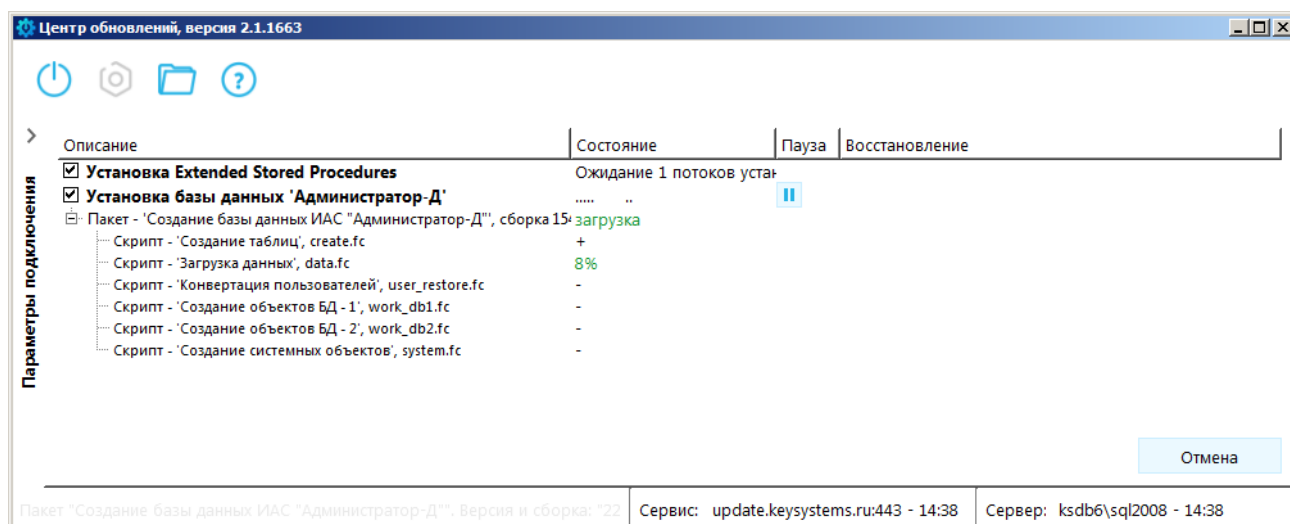 Центр обновлений, версия 2.1.1663
?
Параметры подключения
Описание Состояние Пауза Восстановление
Установка Extended Stored Procedures Ожидание 1 потоков устан
Установка базы данных 'Администратор-Д' ..... ..
Пакет - 'Создание базы данных ИАС "Администратор-Д"', сборка 154 загрузка
Скрипт - 'Создание таблиц', create.fc +
Скрипт - 'Загрузка данных', data.fc 8%
Скрипт - 'Конвертация пользователей', user_restore.fc -
Скрипт - 'Создание объектов БД - 1', work_db1.fc -
Скрипт - 'Создание объектов БД - 2', work_db2.fc -
Скрипт - 'Создание системных объектов', system.fc -
Отмена
Пакет "Создание базы данных ИАС "Администратор-Д"". Версия и сборка: "22 Сервис: update.keysystems.ru:443 - 14:38 Сервер: ksdb6\sql2008 - 14:38